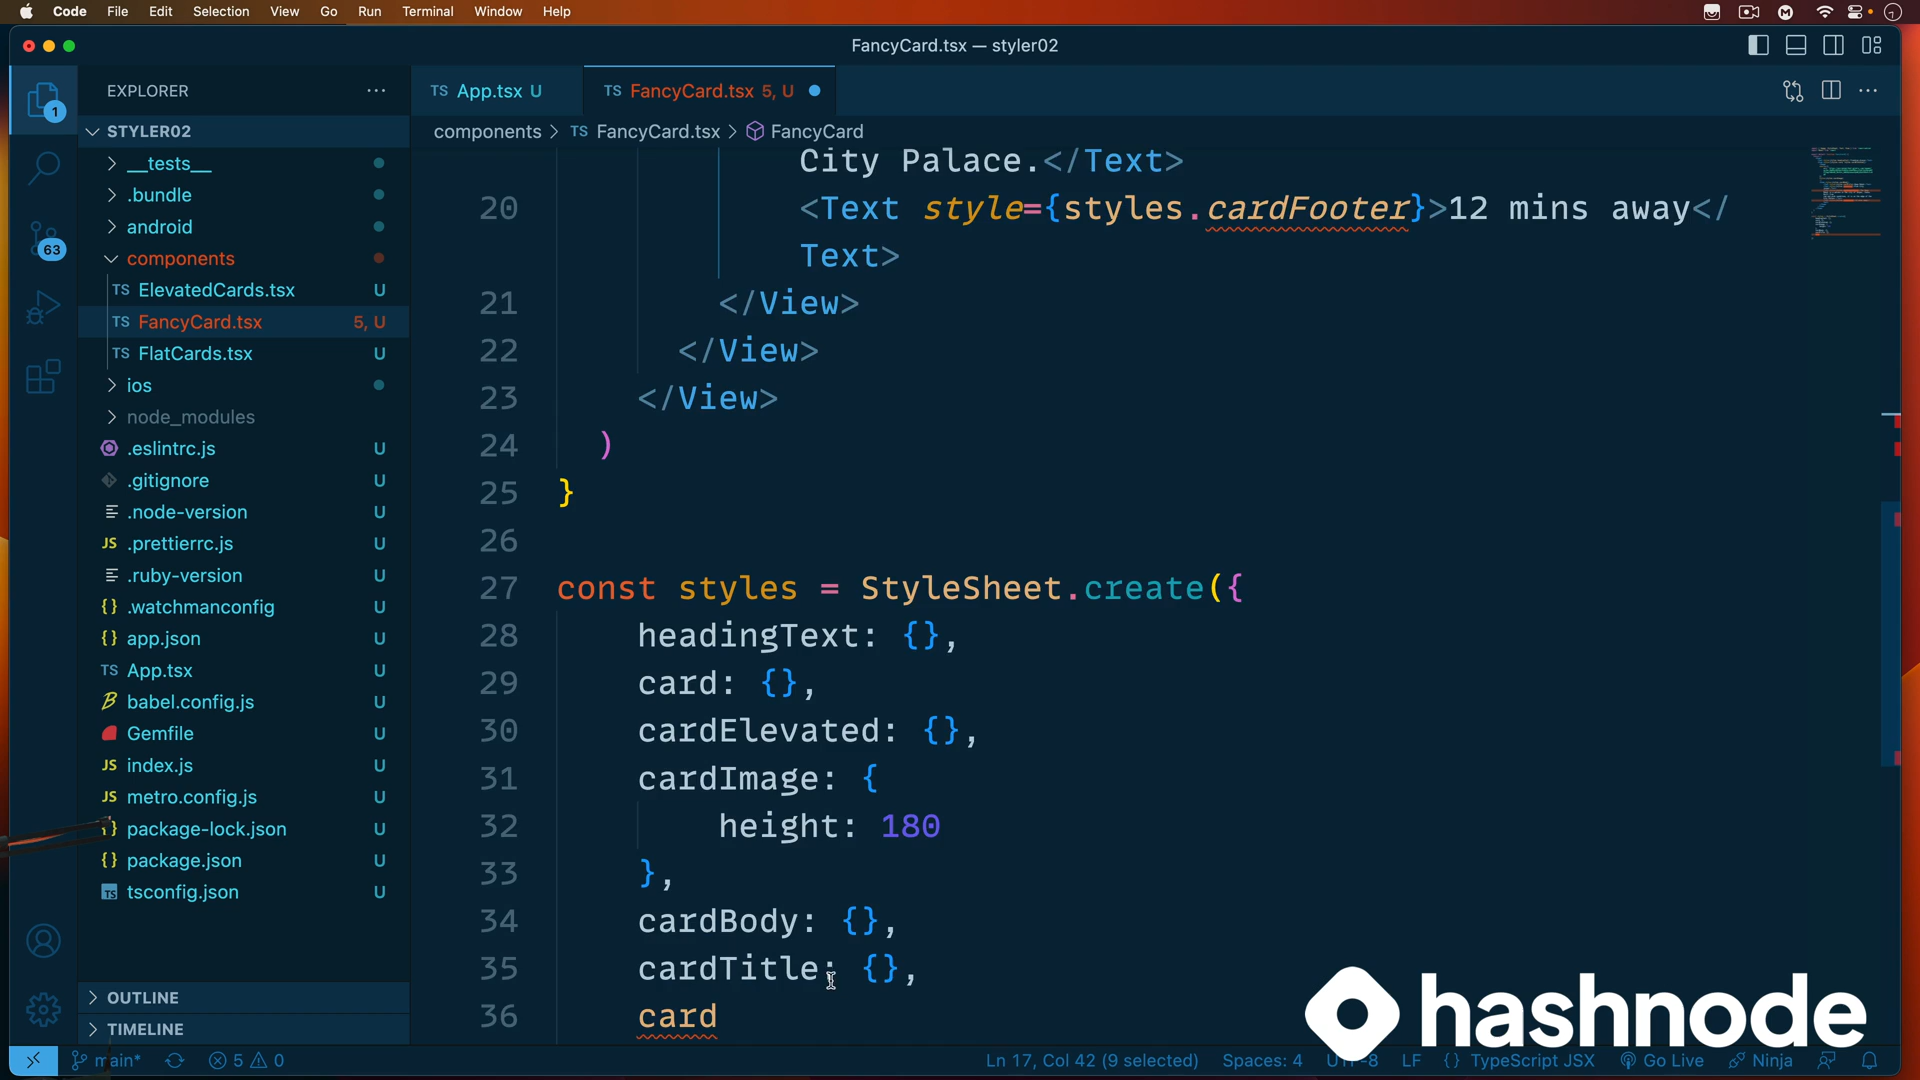 Code File Edit Selection View Go Run Terminal Window Help
FancyCard.tsx — styler02
EXPLORER
TS App.tsx U
TS FancyCard.tsx 5, U
STYLER02
components > TS FancyCard.tsx > FancyCard
__tests__
.bundle
android
components
TS ElevatedCards.tsx U
TS FancyCard.tsx 5, U
TS FlatCards.tsx U
ios
node_modules
.eslintrc.js U
.gitignore U
.node-version U
JS .prettierrc.js U
.ruby-version U
{} .watchmanconfig U
{} app.json U
TS App.tsx U
babel.config.js U
Gemfile U
JS index.js U
JS metro.config.js U
{} package-lock.json U
{} package.json U
TS tsconfig.json U
OUTLINE
TIMELINE
1
63
City Palace.</Text>
20 <Text style={styles.cardFooter}>12 mins away</
Text>
21 </View>
22 </View>
23 </View>
24 )
25 }
26
27 const styles = StyleSheet.create({
28 headingText: {},
29 card: {},
30 cardElevated: {},
31 cardImage: {
32 height: 180
33 },
34 cardBody: {},
35 cardTitle: {},
36 card
hashnode
main* 5 0 Ln 17, Col 42 (9 selected) Spaces: 4 UTF-8 LF {} TypeScript JSX Go Live Ninja